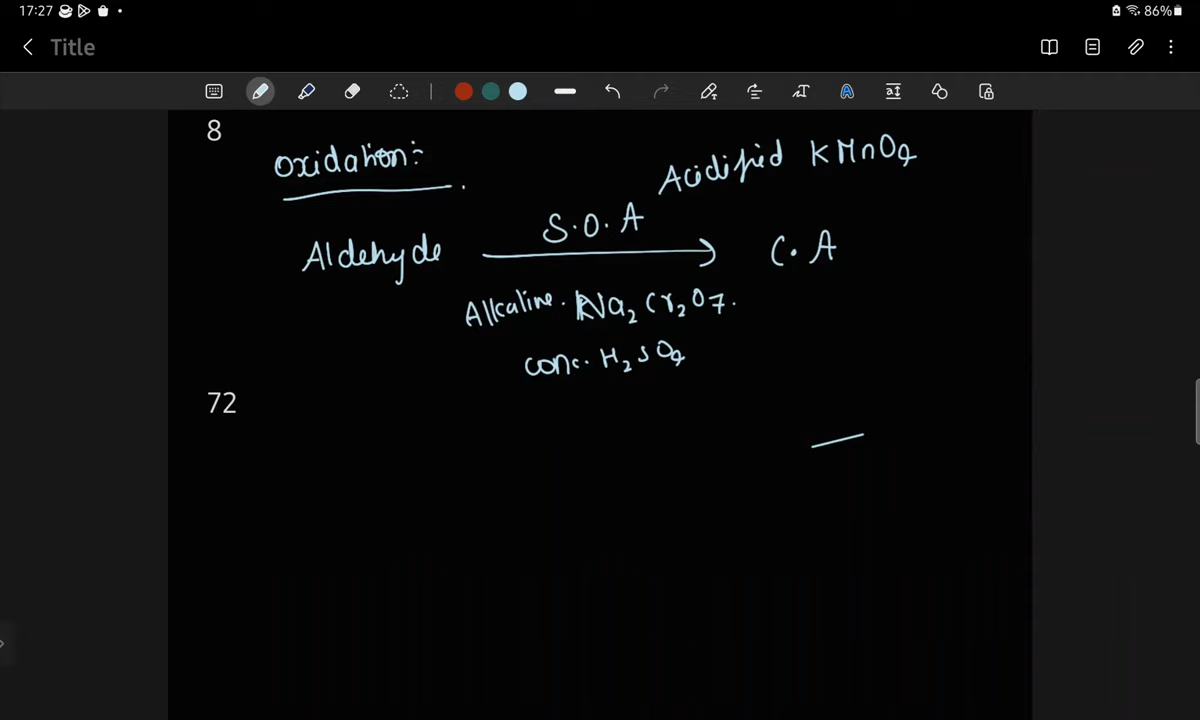 17:27 86%
Title
8
Oxidation:-
Acidified KMnO4
S.O.A
Aldehyde C.A
Alkaline. Na2Cr2O7.
conc. H2SO4
72